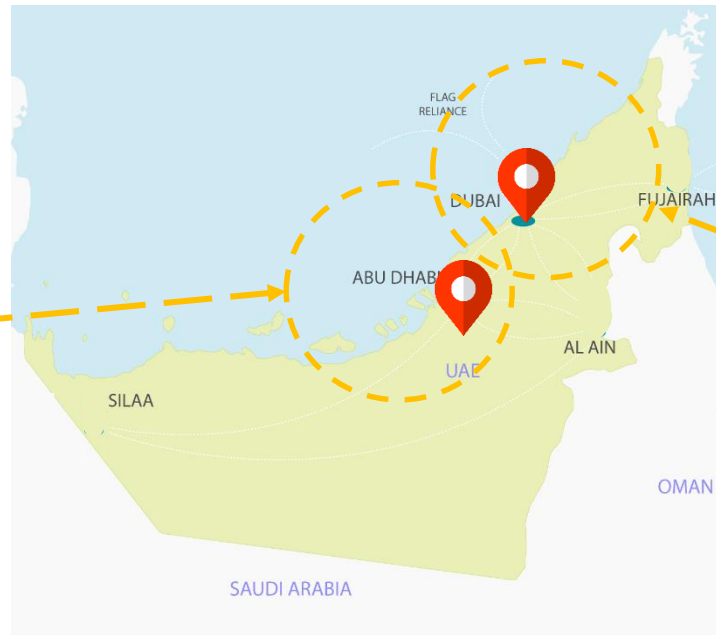 FLAG
RELIANCE
DUBAI
FUJAIRAH
ABU DHABI
AL AIN
UAE
SILAA
OMAN
SAUDI ARABIA